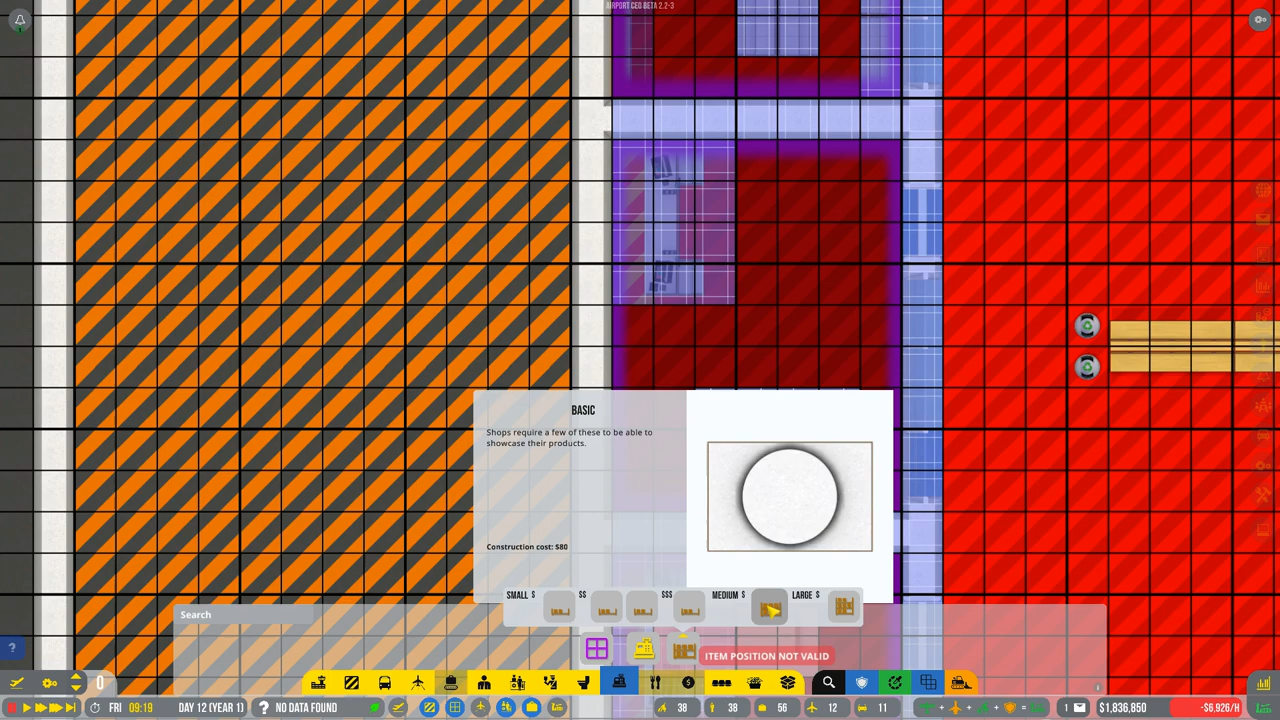 AIRPORT CEO BETA 2.2-3
BASIC
Shops require a few of these to be able to
showcase their products.
Construction cost: $80
SMALL $ $$ $$$ MEDIUM $ LARGE $
Search
ITEM POSITION NOT VALID
?
0
FRI 09:19 DAY 12 (YEAR 1) ? NO DATA FOUND 38 38 56 12 11 1 $1,836,850 -$6.926/H